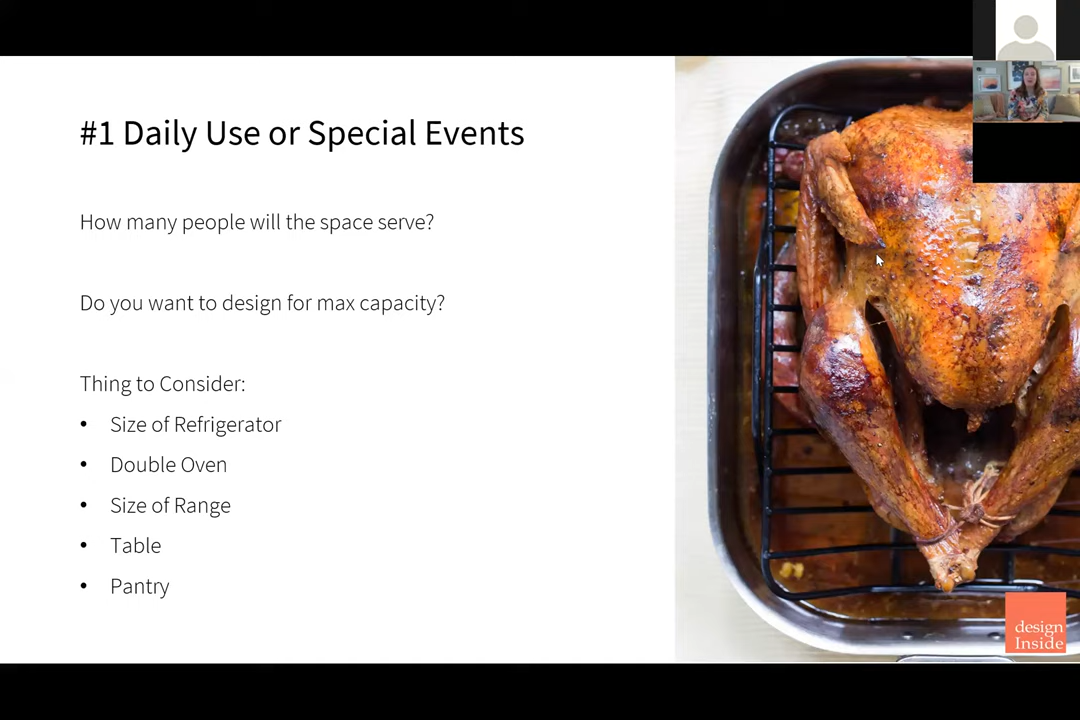 #1 Daily Use or Special Events
How many people will the space serve?
Do you want to design for max capacity?
Thing to Consider:
• Size of Refrigerator
• Double Oven
• Size of Range
• Table
• Pantry
design
Inside